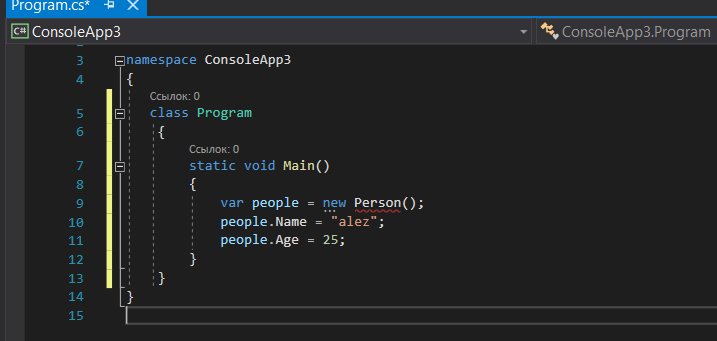 Program.cs*
C# ConsoleApp3
ConsoleApp3.Program
3 namespace ConsoleApp3
4 {
Ссылок: 0
5 class Program
6 {
Ссылок: 0
7 static void Main()
8 {
9 var people = new Person();
10 people.Name = "alez";
11 people.Age = 25;
12 }
13 }
14 }
15